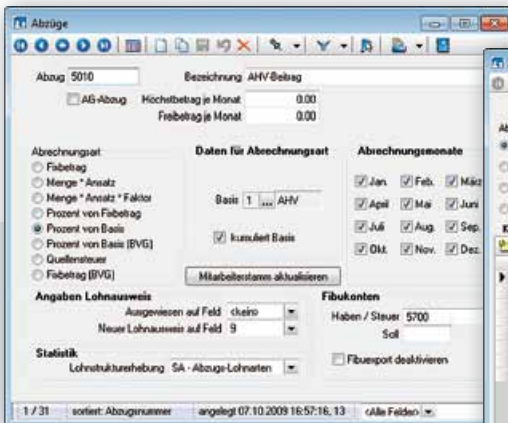 Abzüge
Abzug 5010 Bezeichnung AHV-Beitrag
AG-Abzug Höchstbetrag je Monat 0.00
Freibetrag je Monat 0.00
Abrechnungsart Daten für Abrechnungsart Abrechnungsmonate
Fixbetrag
Menge * Ansatz
Menge * Ansatz * Faktor
Prozent von Fixbetrag
Prozent von Basis
Prozent von Basis (BVG)
Quellensteuer
Fixbetrag (BVG)
Basis 1 ... AHV
kumuliert Basis
Mitarbeiterstamm aktualisieren
Jan. Feb. März
April Mai Juni
Juli Aug. Sep.
Okt. Nov. Dez.
Angaben Lohnausweis Fibukonten
Ausgewiesen auf Feld <kein> Haben / Steuer 5700
Neuer Lohnausweis auf Feld 9 Soll
Statistik Fibuexport deaktivieren
Lohnstrukturerhebung SA - Abzüge-Lohnarten
1 / 31 sortiert: Abzugsnummer angelegt 07.10.2009 16:57:16, 13 <Alle Felder>